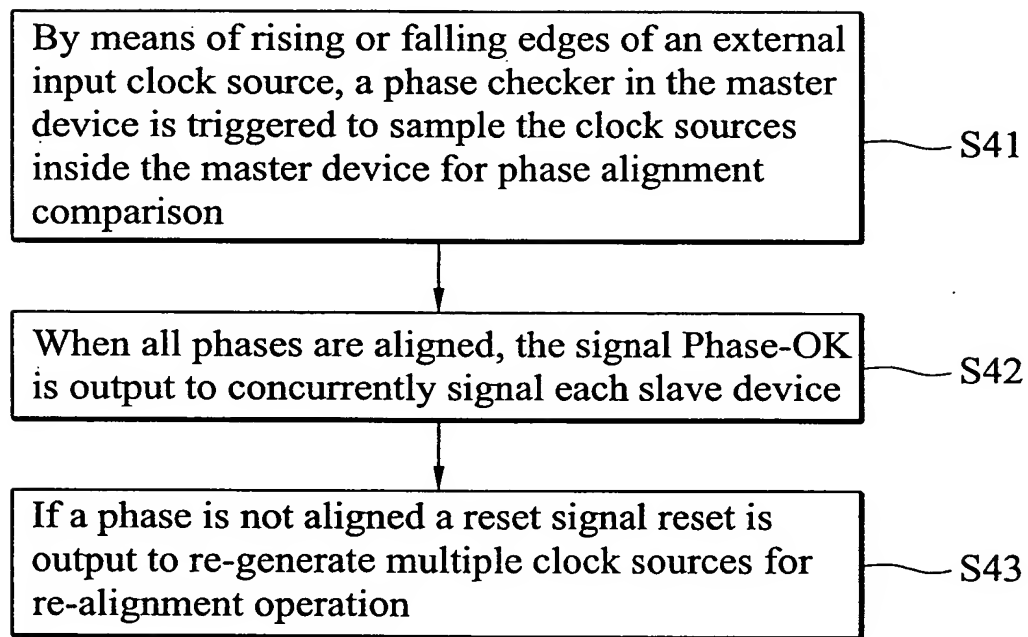 By means of rising or falling edges of an external
input clock source, a phase checker in the master
device is triggered to sample the clock sources
inside the master device for phase alignment
comparison
S41
When all phases are aligned, the signal Phase-OK
is output to concurrently signal each slave device
S42
If a phase is not aligned a reset signal reset is
output to re-generate multiple clock sources for
re-alignment operation
S43